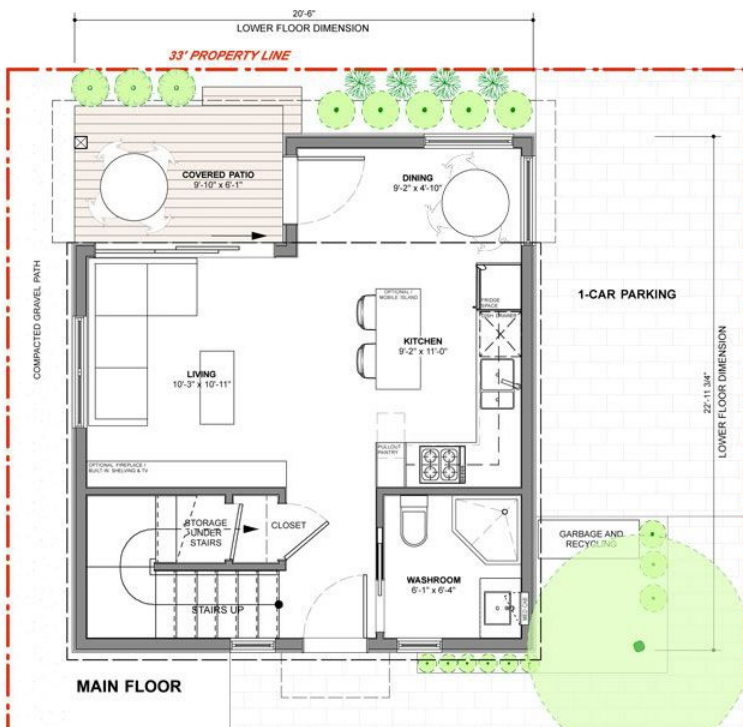 20'-6"
LOWER FLOOR DIMENSION
33' PROPERTY LINE
COVERED PATIO
9'-10" x 6'-1"
DINING
9'-2" x 4'-10"
COMPACTED GRAVEL PATH
OPTIONAL /
MOBILE ISLAND
FRIDGE
SPACE
DISH DRAWER
1-CAR PARKING
KITCHEN
9'-2" x 11'-0"
LIVING
10'-3" x 10'-11"
22'-11 3/4"
LOWER FLOOR DIMENSION
PULLOUT
PANTRY
OPTIONAL FIREPLACE /
BUILT IN SHELVING & TV
STORAGE
UNDER
STAIRS
CLOSET
GARBAGE AND
RECYCLING
WASHROOM
6'-1" x 6'-4"
MED CAB
STAIRS UP
MAIN FLOOR